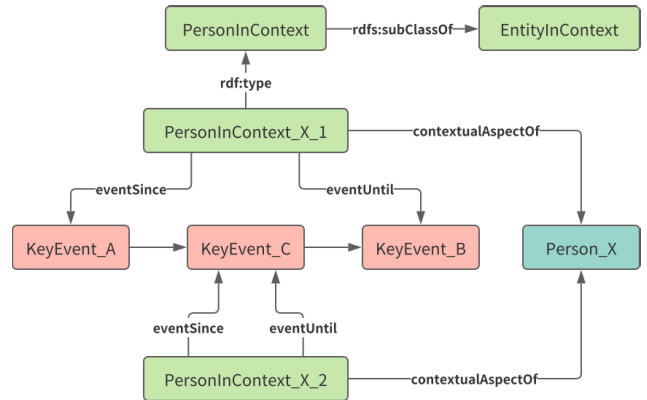 PersonInContext
rdfs:subClassOf
EntityInContext
rdf:type
PersonInContext_X_1
contextualAspectOf
eventSince
eventUntil
KeyEvent_A
KeyEvent_C
KeyEvent_B
Person_X
eventSince
eventUntil
PersonInContext_X_2
contextualAspectOf